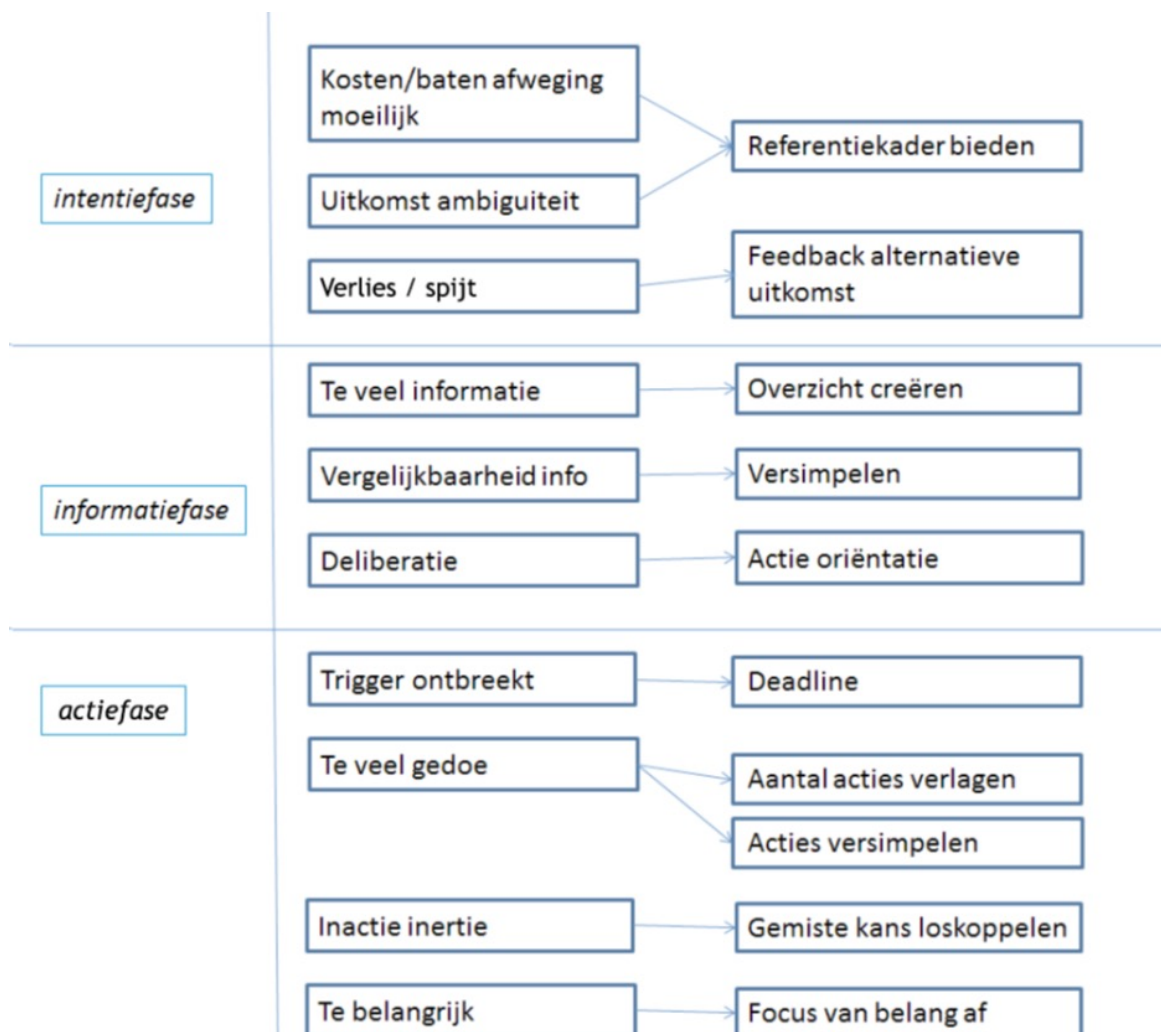 intentiefase
Kosten/baten afweging
moeilijk
Referentiekader bieden
Uitkomst ambiguiteit
Verlies / spijt
Feedback alternatieve
uitkomst
informatiefase
Te veel informatie
Overzicht creëren
Vergelijkbaarheid info
Versimpelen
Deliberatie
Actie oriëntatie
actiefase
Trigger ontbreekt
Deadline
Te veel gedoe
Aantal acties verlagen
Acties versimpelen
Inactie inertie
Gemiste kans loskoppelen
Te belangrijk
Focus van belang af